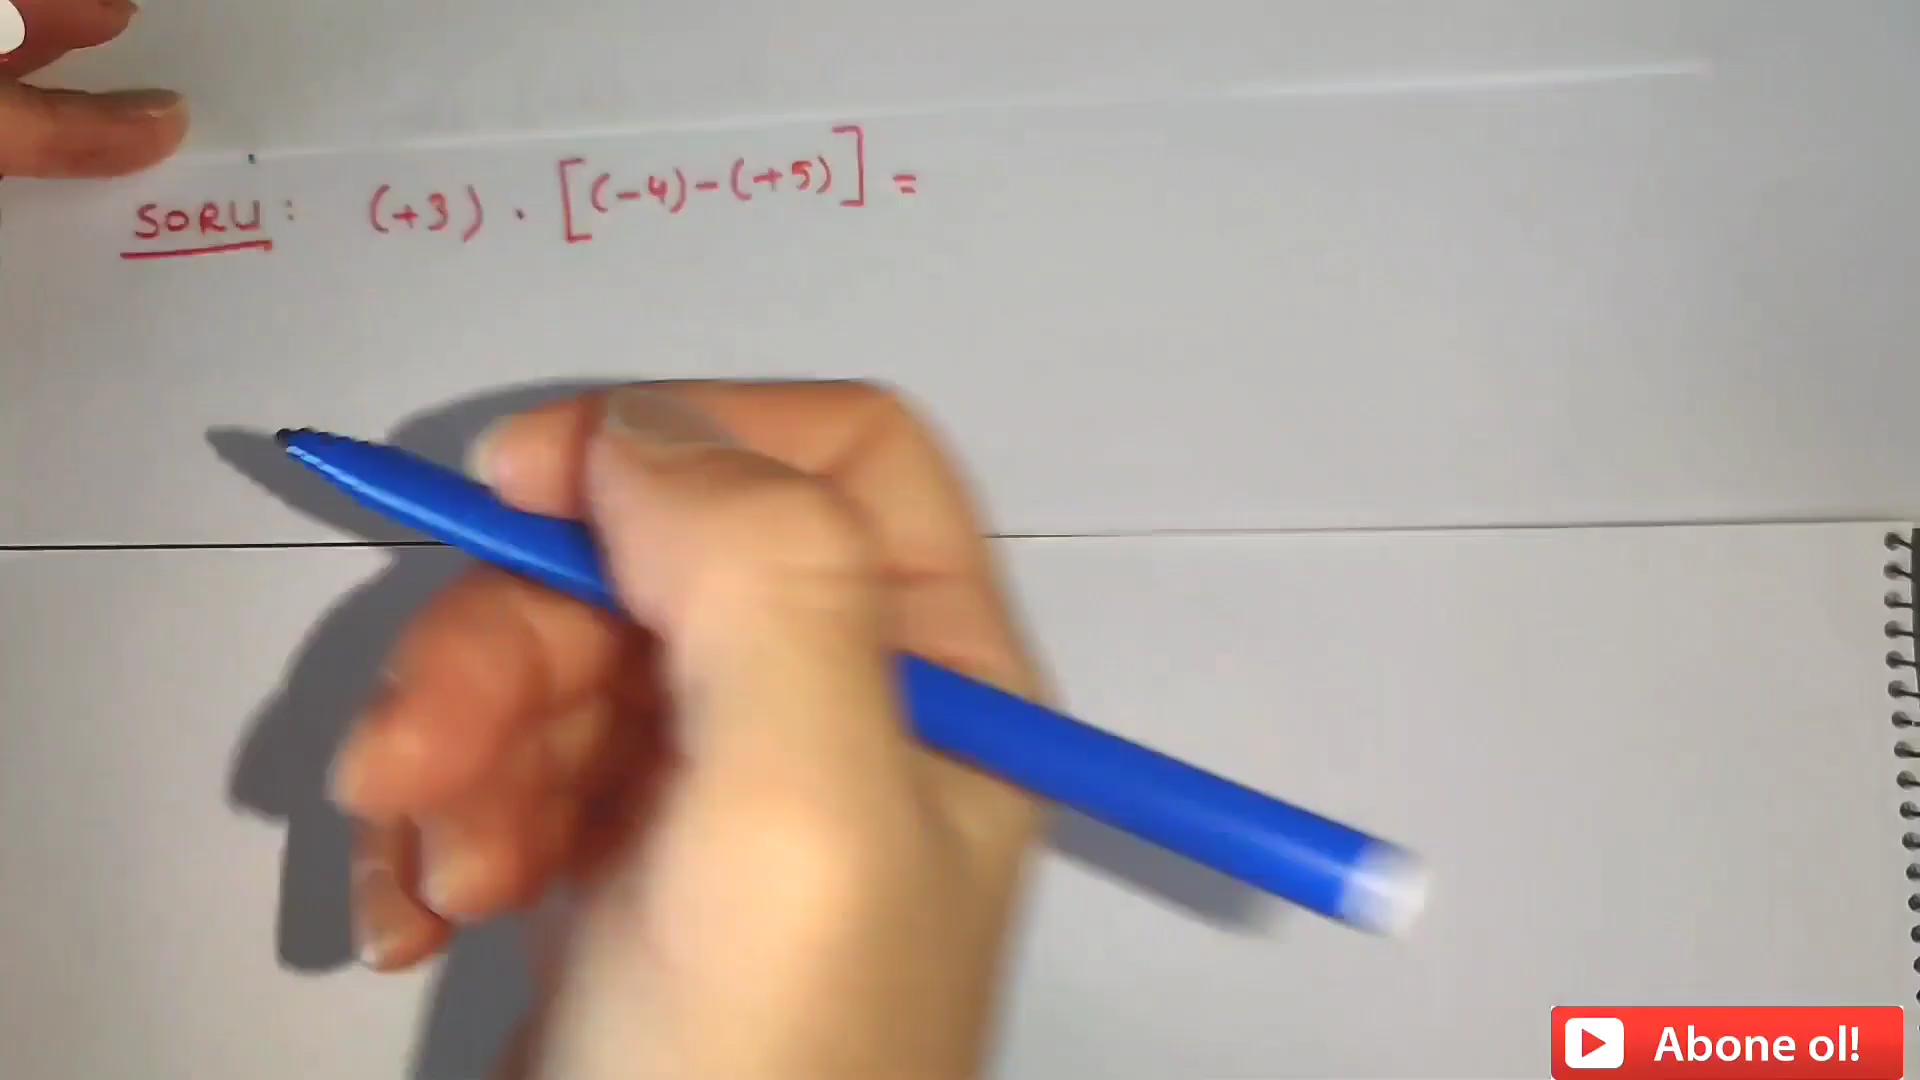 SORU: (+3) . [(-4)-(+5)] =
Abone ol!